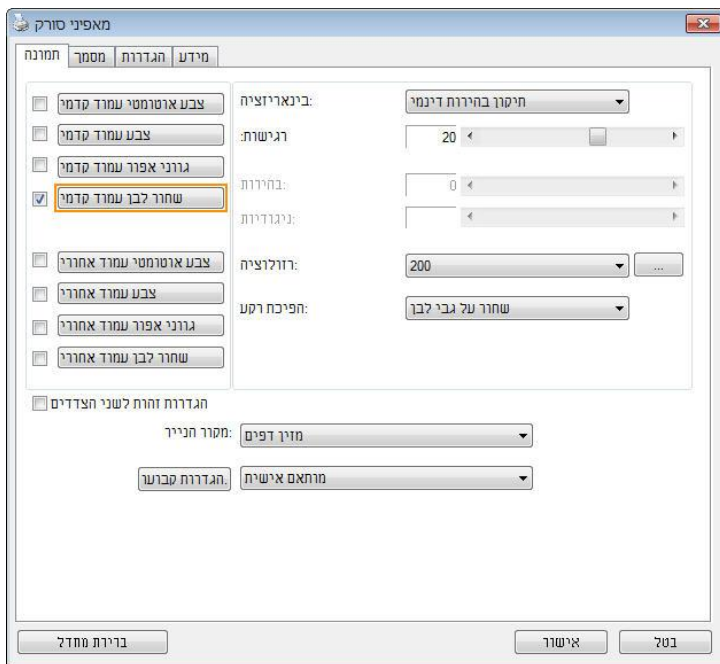 מאפיני סורק
תמונה
מסמך
הגדרות
מידע
צבע אוטומטי עמוד קדמי
צבע עמוד קדמי
גווני אפור עמוד קדמי
שחור לבן עמוד קדמי
צבע אוטומטי עמוד אחורי
צבע עמוד אחורי
גווני אפור עמוד אחורי
שחור לבן עמוד אחורי
בינאריזציה:
תיקון בהירות דינמי
רגישות:
20
בהירות:
0
ניגודיות:
רזולוציה:
200
...
הפיכת רקע:
שחור על גבי לבן
הגדרות זהות לשני הצדדים
מקור הנייר:
מזין דפים
הגדרות קבוער.
מותאם אישית
ברירת מחדל
אישור
בטל